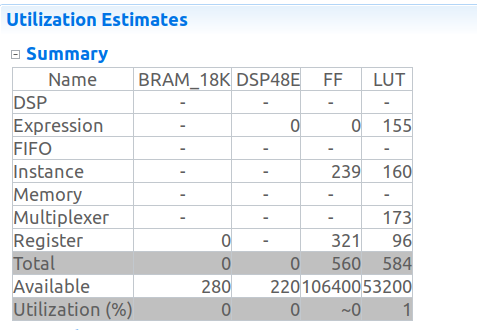 Utilization Estimates
Summary
Name BRAM_18K DSP48E FF LUT
DSP - - - -
Expression - 0 0 155
FIFO - - - -
Instance - - 239 160
Memory - - - -
Multiplexer - - - 173
Register 0 - 321 96
Total 0 0 560 584
Available 280 220 106400 53200
Utilization (%) 0 0 ~0 1